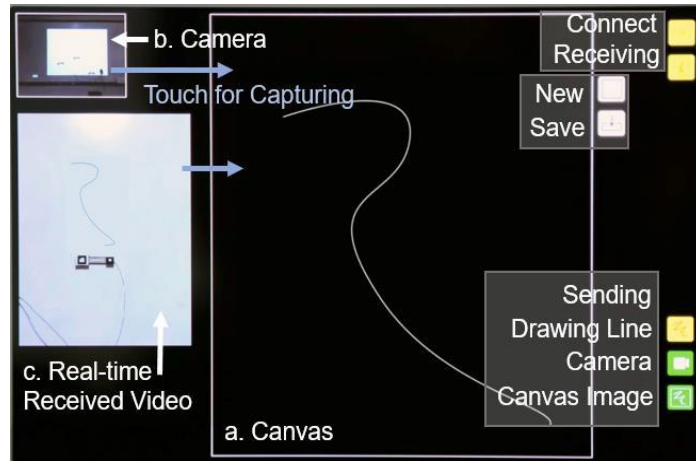 b. Camera
Touch for Capturing
c. Real-time
Received Video
a. Canvas
Connect
Receiving
New
Save
Sending
Drawing Line
Camera
Canvas Image